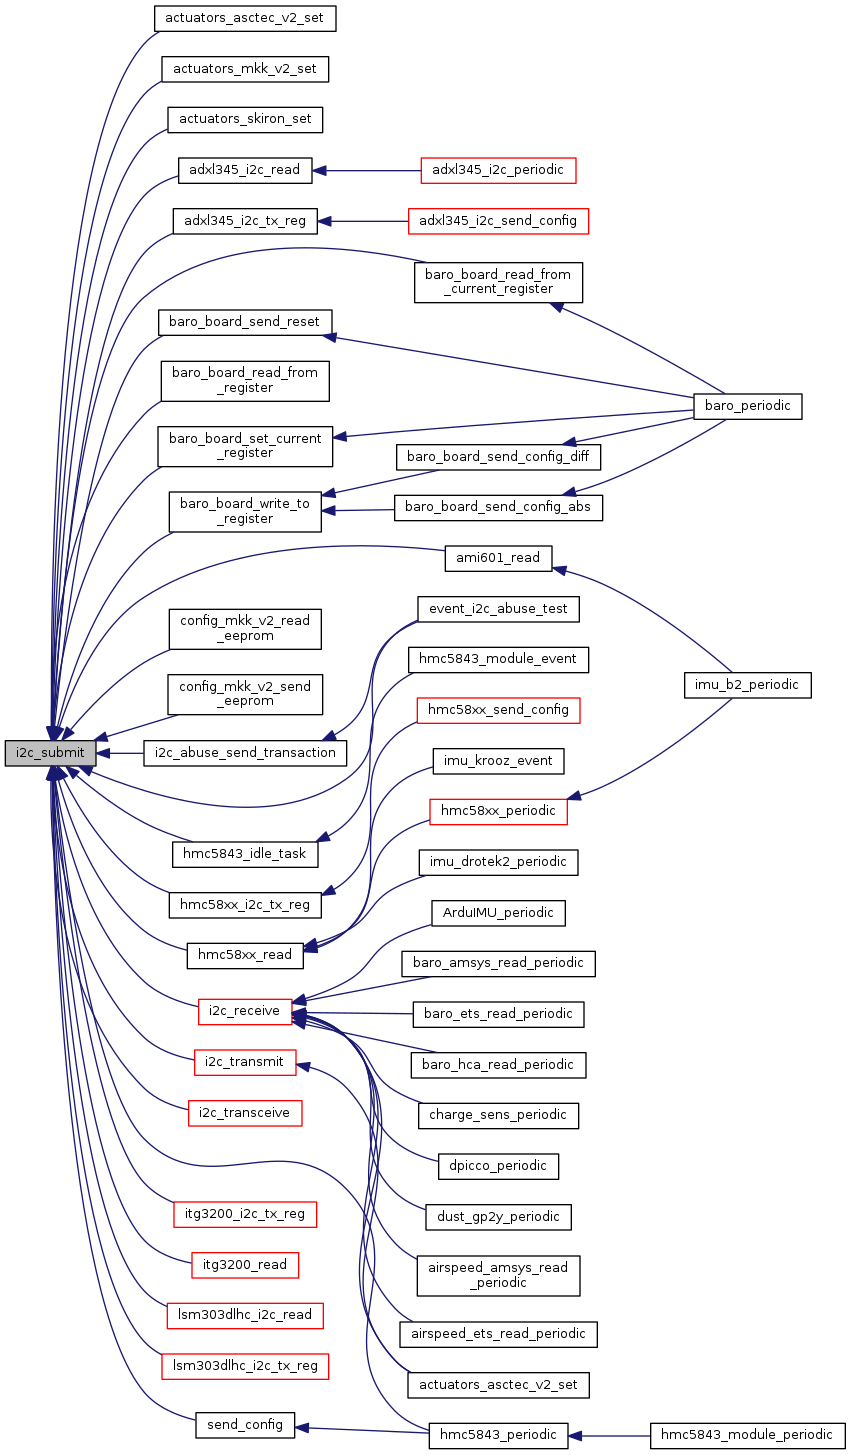 actuators_asctec_v2_set
actuators_mkk_v2_set
actuators_skiron_set
adxl345_i2c_read
adxl345_i2c_periodic
adxl345_i2c_tx_reg
adxl345_i2c_send_config
baro_board_read_from
_current_register
baro_board_send_reset
baro_board_read_from
_register
baro_periodic
baro_board_set_current
_register
baro_board_send_config_diff
baro_board_write_to
_register
baro_board_send_config_abs
ami601_read
event_i2c_abuse_test
config_mkk_v2_read
_eeprom
hmc5843_module_event
imu_b2_periodic
config_mkk_v2_send
_eeprom
hmc58xx_send_config
i2c_submit
i2c_abuse_send_transaction
imu_krooz_event
hmc58xx_periodic
hmc5843_idle_task
imu_drotek2_periodic
hmc58xx_i2c_tx_reg
ArduIMU_periodic
hmc58xx_read
baro_amsys_read_periodic
i2c_receive
baro_ets_read_periodic
i2c_transmit
baro_hca_read_periodic
i2c_transceive
charge_sens_periodic
dpicco_periodic
itg3200_i2c_tx_reg
dust_gp2y_periodic
itg3200_read
airspeed_amsys_read
_periodic
lsm303dlhc_i2c_read
airspeed_ets_read_periodic
lsm303dlhc_i2c_tx_reg
actuators_asctec_v2_set
send_config
hmc5843_periodic
hmc5843_module_periodic